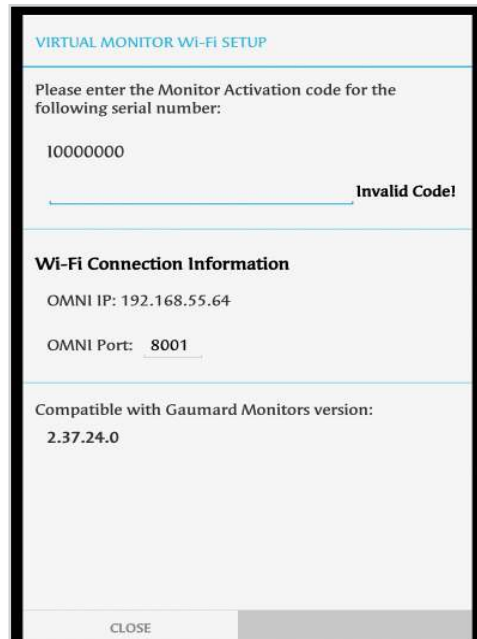 VIRTUAL MONITOR Wi-Fi SETUP
Please enter the Monitor Activation code for the
following serial number:
10000000
Invalid Code!
Wi-Fi Connection Information
OMNI IP: 192.168.55.64
OMNI Port: 8001
Compatible with Gaumard Monitors version:
2.37.24.0
CLOSE